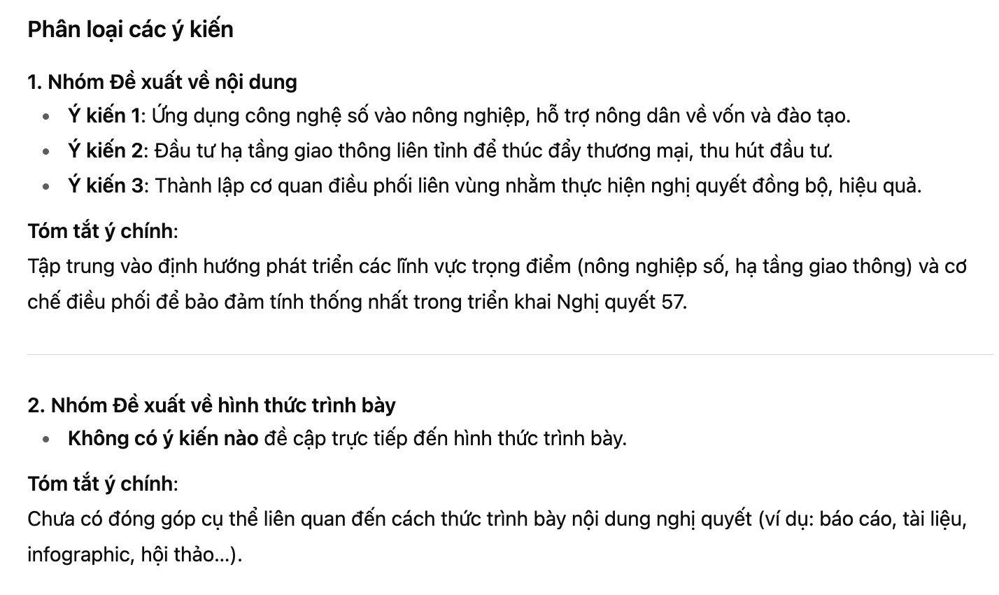 Phân loại các ý kiến
1. Nhóm Đề xuất về nội dung
• Ý kiến 1: Ứng dụng công nghệ số vào nông nghiệp, hỗ trợ nông dân về vốn và đào tạo.
• Ý kiến 2: Đầu tư hạ tầng giao thông liên tỉnh để thúc đẩy thương mại, thu hút đầu tư.
• Ý kiến 3: Thành lập cơ quan điều phối liên vùng nhằm thực hiện nghị quyết đồng bộ, hiệu quả.
Tóm tắt ý chính:
Tập trung vào định hướng phát triển các lĩnh vực trọng điểm (nông nghiệp số, hạ tầng giao thông) và cơ
chế điều phối để bảo đảm tính thống nhất trong triển khai Nghị quyết 57.
2. Nhóm Đề xuất về hình thức trình bày
• Không có ý kiến nào đề cập trực tiếp đến hình thức trình bày.
Tóm tắt ý chính:
Chưa có đóng góp cụ thể liên quan đến cách thức trình bày nội dung nghị quyết (ví dụ: báo cáo, tài liệu,
infographic, hội thảo...).